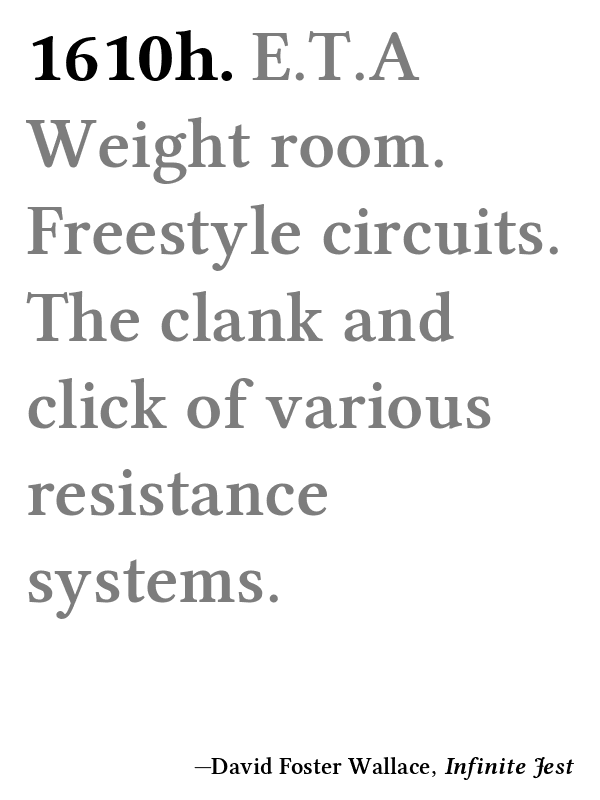 1610h. E.T.A
Weight room.
Freestyle circuits.
The clank and
click of various
resistance
systems.
—David Foster Wallace, Infinite Jest